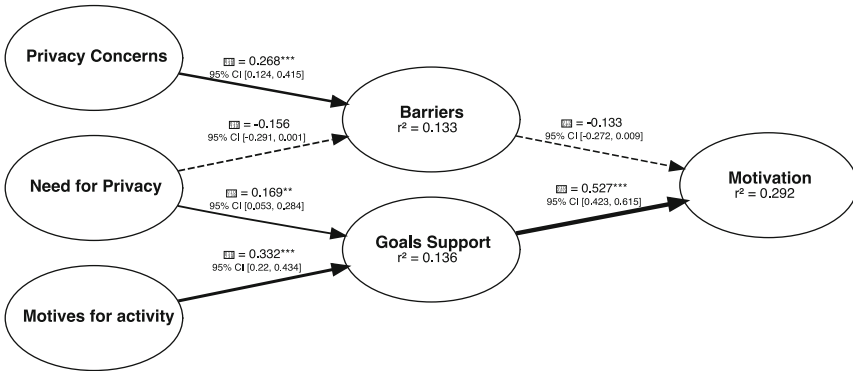 Privacy Concerns
= 0.268***
95% CI [0.124, 0.415]
Barriers
r² = 0.133
= -0.156
95% CI [-0.291, 0.001]
= -0.133
95% CI [-0.272, 0.009]
Need for Privacy
Motivation
r² = 0.292
= 0.169**
95% CI [0.053, 0.284]
= 0.527***
95% CI [0.423, 0.615]
Goals Support
r² = 0.136
= 0.332***
95% CI [0.22, 0.434]
Motives for activity